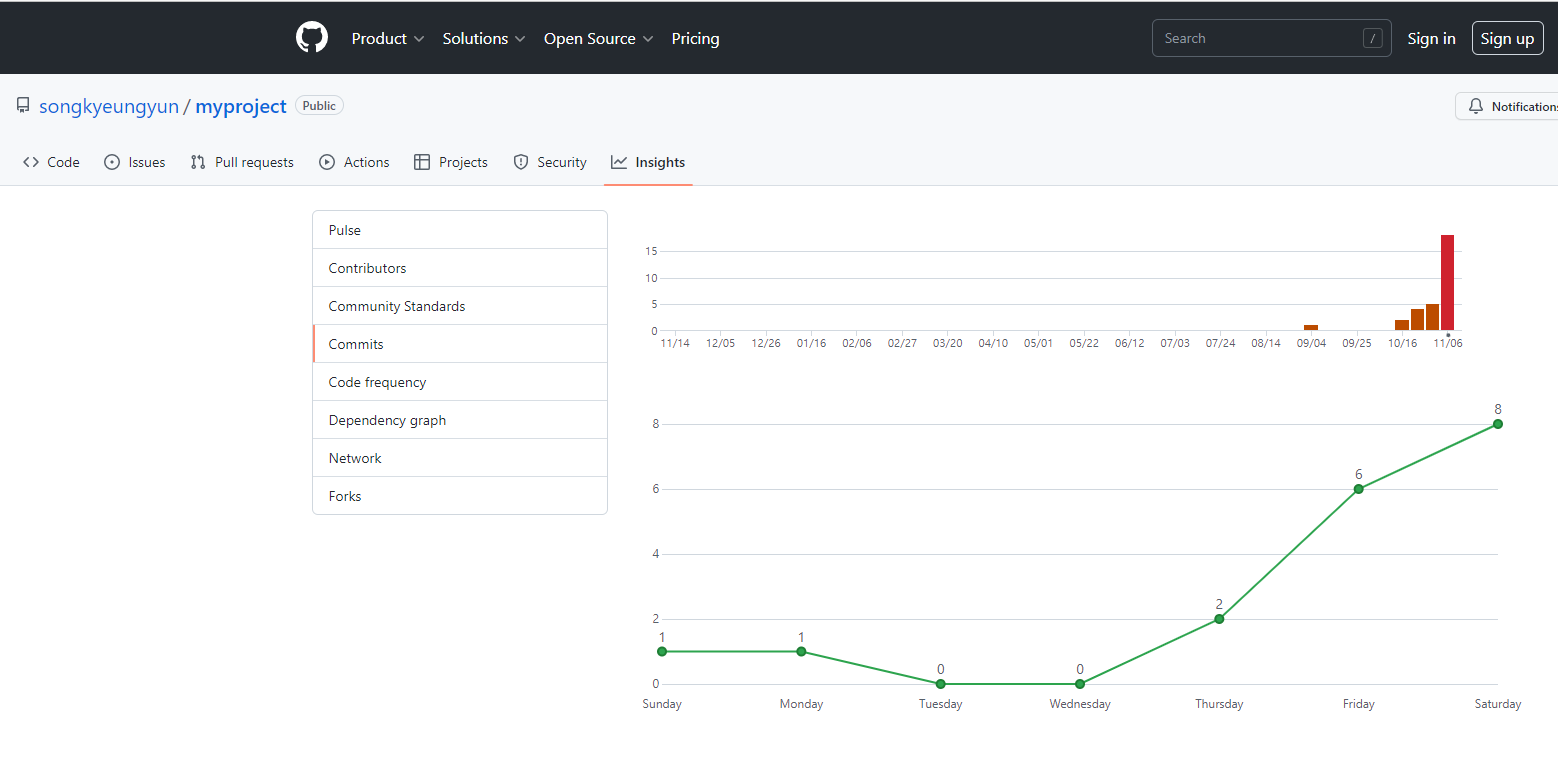 Product Solutions Open Source Pricing Search / Sign in Sign up
songkyeungyun / myproject Public Notifications
Code Issues Pull requests Actions Projects Security Insights
Pulse
Contributors
Community Standards
Commits
Code frequency
Dependency graph
Network
Forks
15
10
5
0
11/14 12/05 12/26 01/16 02/06 02/27 03/20 04/10 05/01 05/22 06/12 07/03 07/24 08/14 09/04 09/25 10/16 11/06
8
8
6
6
4
2
2
1 1
0 0
0
Sunday Monday Tuesday Wednesday Thursday Friday Saturday